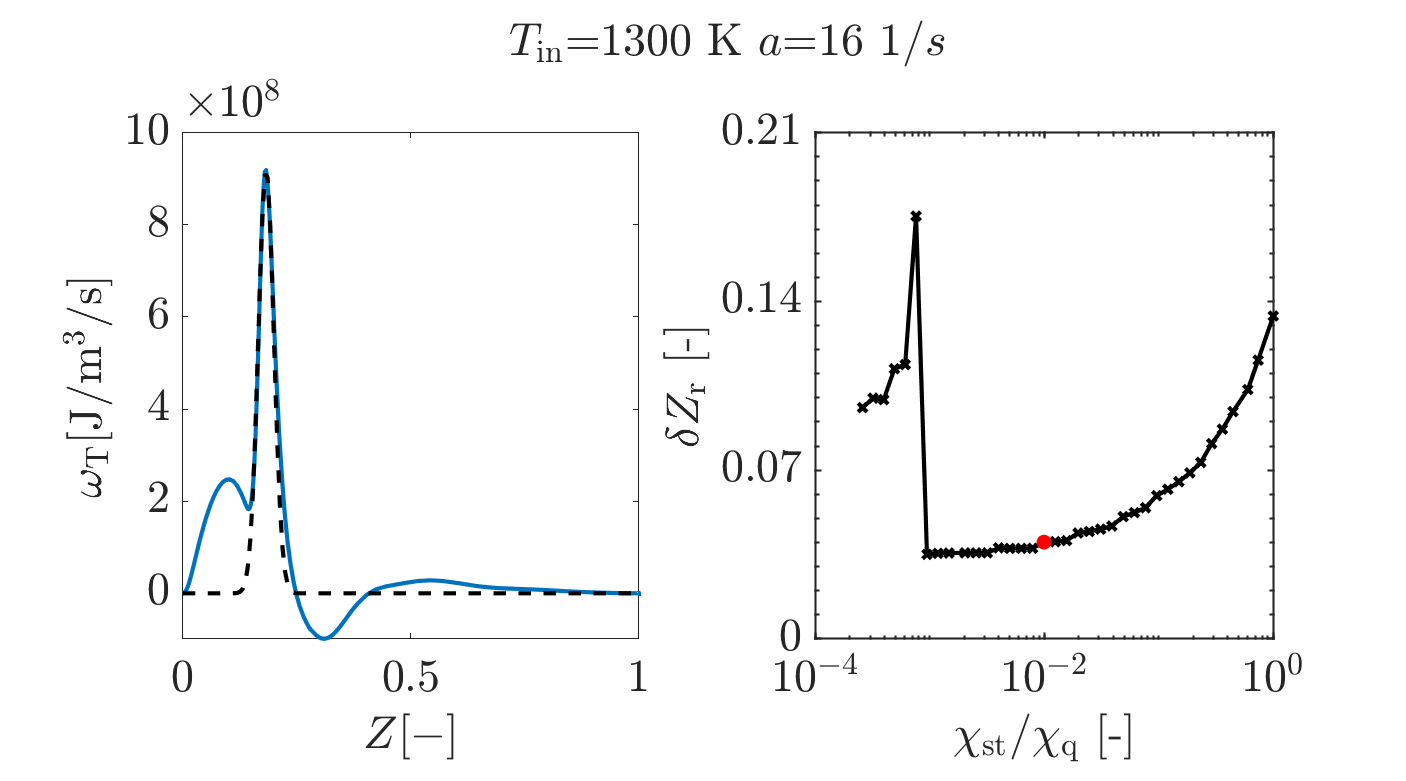 T_in=1300 K a=16 1/s
×10^8
10
8
6
4
2
0
0 0.5 1
Z[−]
ω_T[J/m^3/s]
0.21
0.14
0.07
0
10^−4 10^−2 10^0
χ_st/χ_q [-]
δZ_r [-]